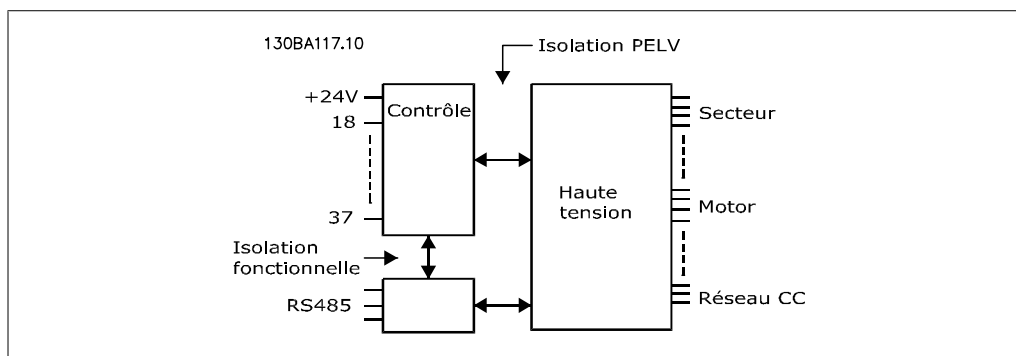 130BA117.10
Isolation PELV
+24V
Contrôle
18
Secteur
Haute
tension
Motor
37
Isolation
fonctionnelle
RS485
Réseau CC